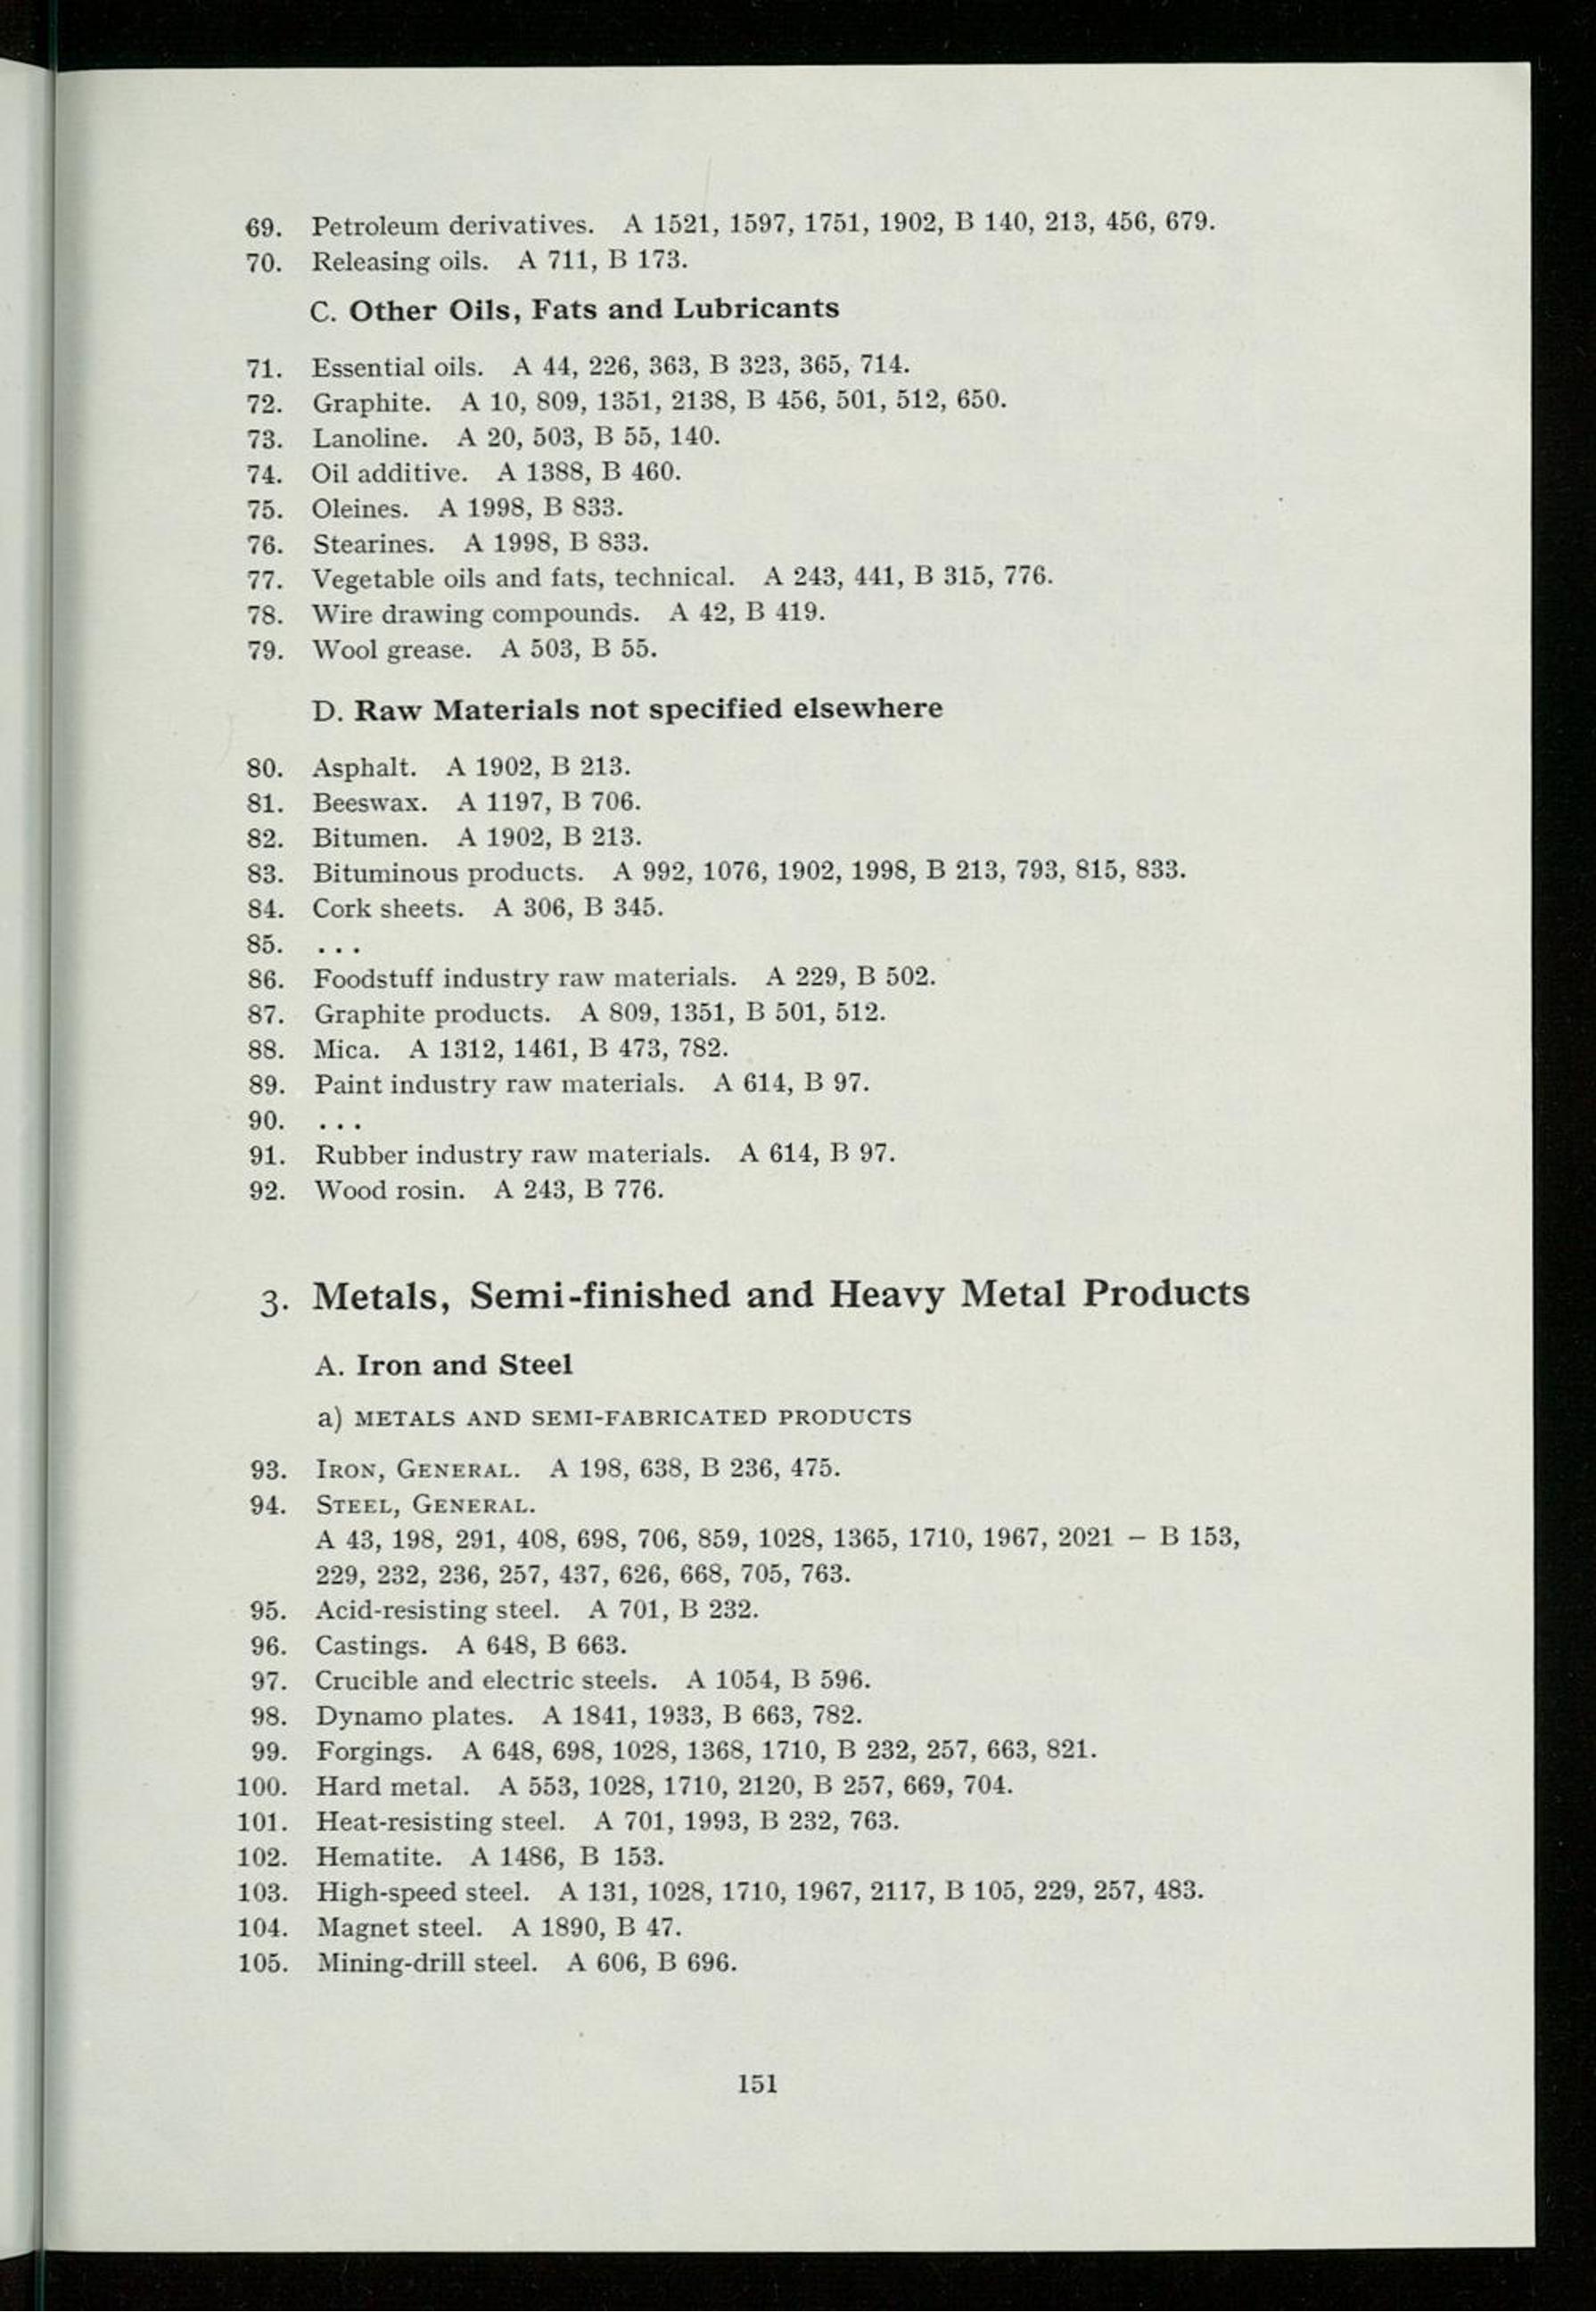 69. Petroleum derivatives. A 1521, 1597, 1751, 1902, B 140, 213, 456, 679.
70. Releasing oils. A 711, B 173.
C. Other Oils, Fats and Lubricants
71. Essential oils. A 44, 226, 363, B 323, 365, 714.
72. Graphite. A 10, 809, 1351, 2138, B 456, 501, 512, 650.
73. Lanoline. A 20, 503, B 55, 140.
74. Oil additive. A 1388, B 460.
75. Oleines. A 1998, B 833.
76. Stearines. A 1998, B 833.
77. Vegetable oils and fats, technical. A 243, 441, B 315, 776.
78. Wire drawing compounds. A 42, B 419.
79. Wool grease. A 503, B 55.
D. Raw Materials not specified elsewhere
80. Asphalt. A 1902, B 213.
81. Beeswax. A 1197, B 706.
82. Bitumen. A 1902, B 213.
83. Bituminous products. A 992, 1076, 1902, 1998, B 213, 793, 815, 833.
84. Cork sheets. A 306, B 345.
85. ...
86. Foodstuff industry raw materials. A 229, B 502.
87. Graphite products. A 809, 1351, B 501, 512.
88. Mica. A 1312, 1461, B 473, 782.
89. Paint industry raw materials. A 614, B 97.
90. ...
91. Rubber industry raw materials. A 614, B 97.
92. Wood rosin. A 243, B 776.
3. Metals, Semi-finished and Heavy Metal Products
A. Iron and Steel
a) METALS AND SEMI-FABRICATED PRODUCTS
93. IRON, GENERAL. A 198, 638, B 236, 475.
94. STEEL, GENERAL.
A 43, 198, 291, 408, 698, 706, 859, 1028, 1365, 1710, 1967, 2021 – B 153,
229, 232, 236, 257, 437, 626, 668, 705, 763.
95. Acid-resisting steel. A 701, B 232.
96. Castings. A 648, B 663.
97. Crucible and electric steels. A 1054, B 596.
98. Dynamo plates. A 1841, 1933, B 663, 782.
99. Forgings. A 648, 698, 1028, 1368, 1710, B 232, 257, 663, 821.
100. Hard metal. A 553, 1028, 1710, 2120, B 257, 669, 704.
101. Heat-resisting steel. A 701, 1993, B 232, 763.
102. Hematite. A 1486, B 153.
103. High-speed steel. A 131, 1028, 1710, 1967, 2117, B 105, 229, 257, 483.
104. Magnet steel. A 1890, B 47.
105. Mining-drill steel. A 606, B 696.
151